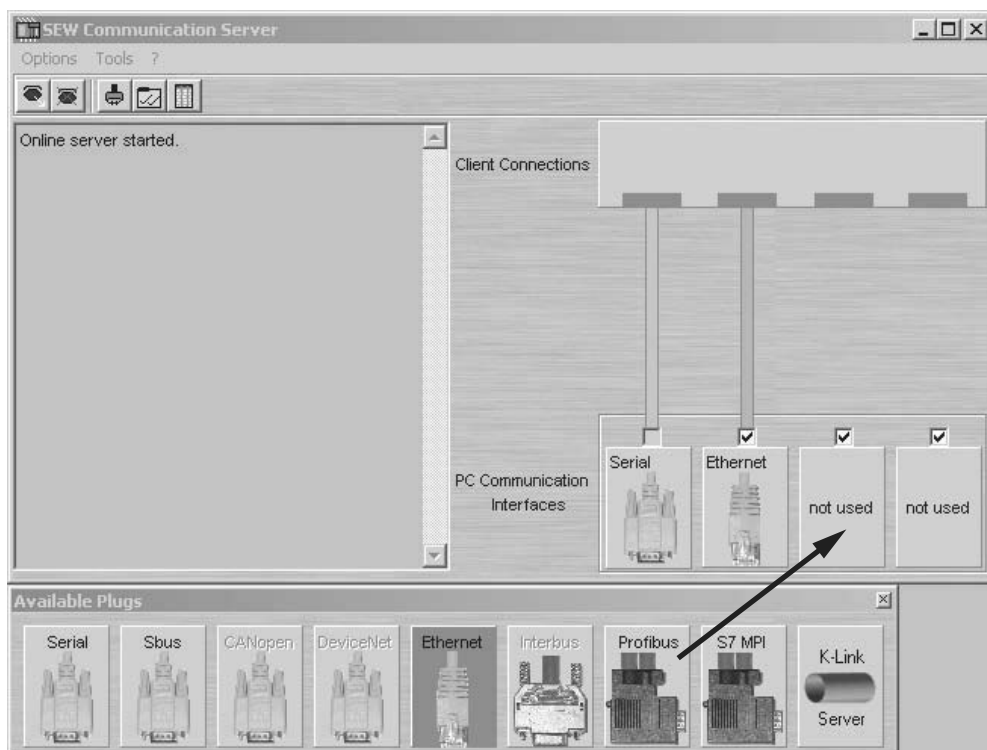 SEW Communication Server
Options Tools ?
Online server started.
Client Connections
PC Communication
Interfaces
Serial
Ethernet
not used
not used
Available Plugs
Serial
Sbus
CANopen
DeviceNet
Ethernet
Interbus
Profibus
S7 MPI
K-Link
Server